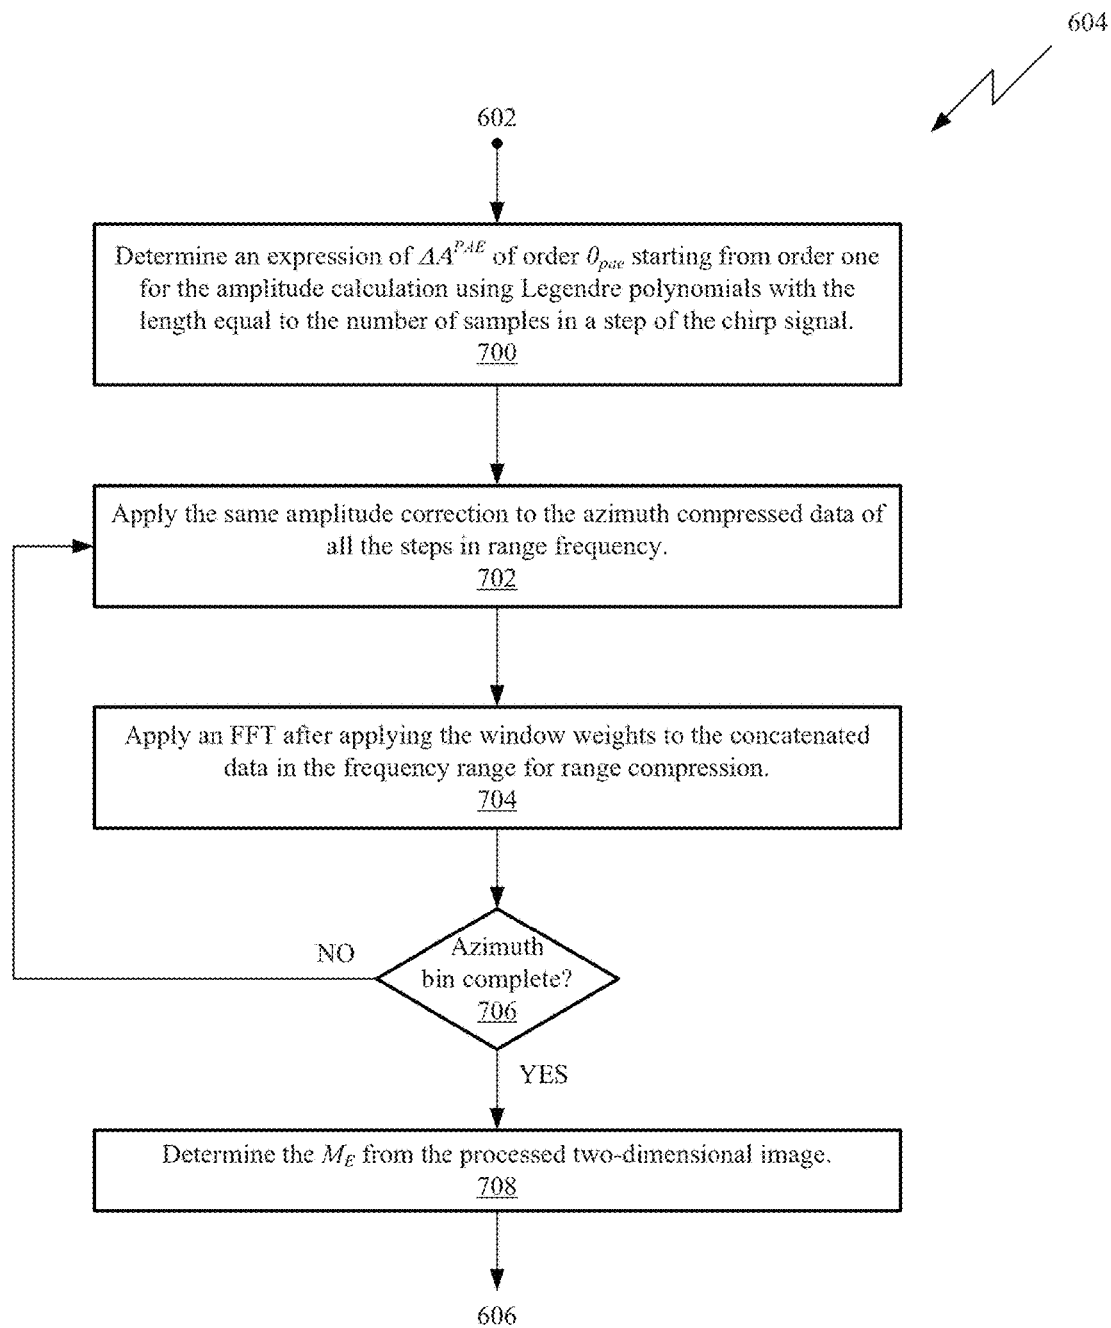 604
602
Determine an expression of ΔA^PAE of order 0_pae starting from order one
for the amplitude calculation using Legendre polynomials with the
length equal to the number of samples in a step of the chirp signal.
700
Apply the same amplitude correction to the azimuth compressed data of
all the steps in range frequency.
702
Apply an FFT after applying the window weights to the concatenated
data in the frequency range for range compression.
704
NO
Azimuth
bin complete?
706
YES
Determine the M_E from the processed two-dimensional image.
708
606